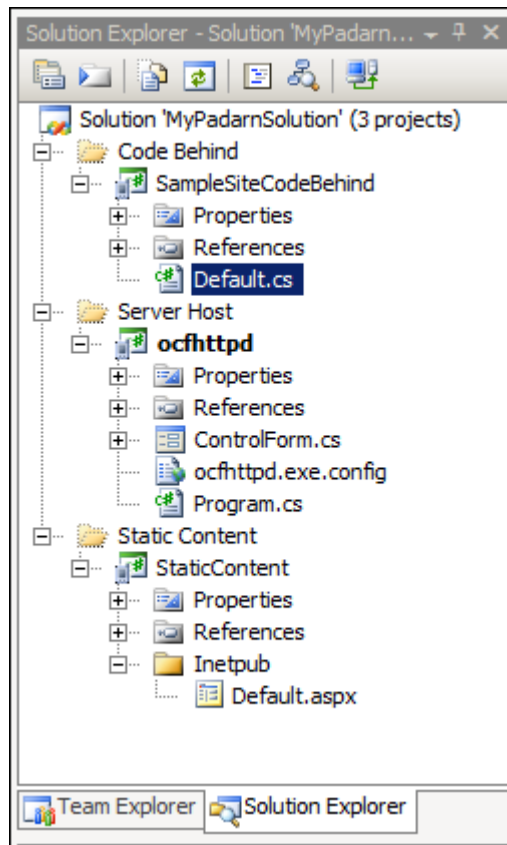 Solution Explorer - Solution 'MyPadarn...
Solution 'MyPadarnSolution' (3 projects)
Code Behind
SampleSiteCodeBehind
Properties
References
Default.cs
Server Host
ocfhttpd
Properties
References
ControlForm.cs
ocfhttpd.exe.config
Program.cs
Static Content
StaticContent
Properties
References
Inetpub
Default.aspx
Team Explorer Solution Explorer